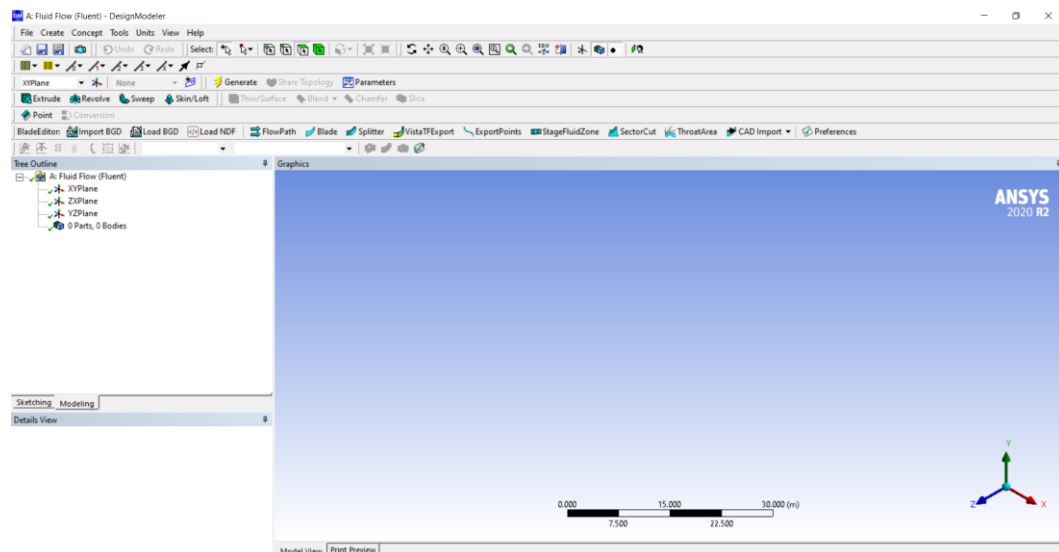 A: Fluid Flow (Fluent) - DesignModeler
File Create Concept Tools Units View Help
Undo Redo Select:
XYPlane None Generate Share Topology Parameters
Extrude Revolve Sweep Skin/Loft Thin/Surface Blend Chamfer Slice
Point Conversion
BladeEditor: Import BGD Load BGD Load NDF FlowPath Blade Splitter VistaTFExport ExportPoints StageFluidZone SectorCut ThroatArea CAD Import Preferences
Tree Outline
A: Fluid Flow (Fluent)
XYPlane
ZXPlane
YZPlane
0 Parts, 0 Bodies
Sketching Modeling
Details View
Graphics
ANSYS
2020 R2
Y
Z X
0.000 15.000 30.000 (m)
7.500 22.500
Model View Print Preview